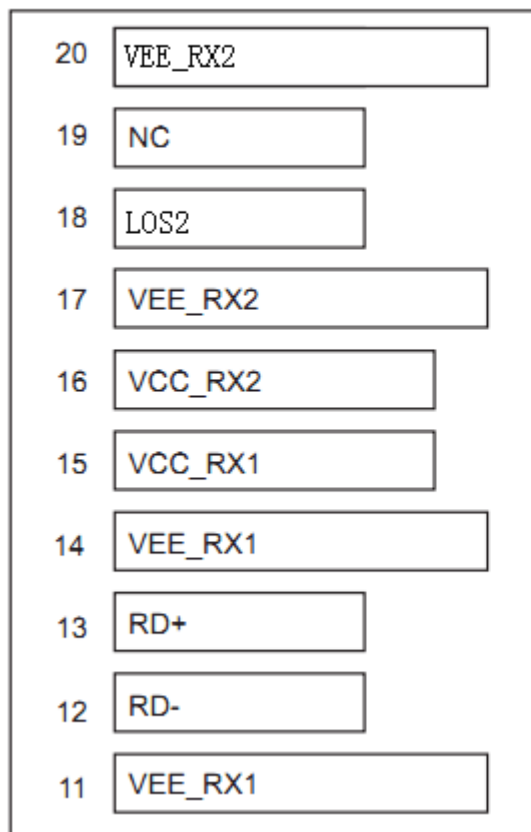 20 VEE_RX2
19 NC
18 LOS2
17 VEE_RX2
16 VCC_RX2
15 VCC_RX1
14 VEE_RX1
13 RD+
12 RD-
11 VEE_RX1